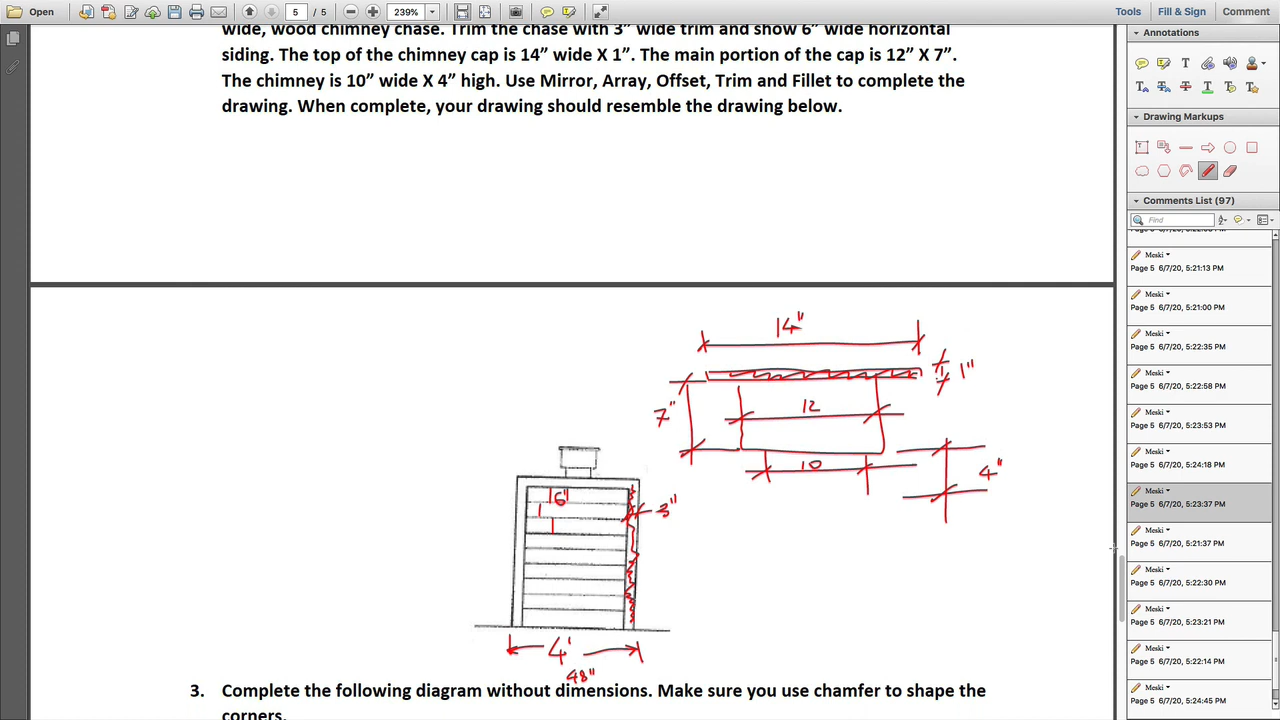 Open
5
/ 5
239%
Tools
Fill & Sign
Comment
wide, wood chimney chase. Trim the chase with 3” wide trim and show 6” wide horizontal
siding. The top of the chimney cap is 14” wide X 1”. The main portion of the cap is 12” X 7”.
The chimney is 10” wide X 4” high. Use Mirror, Array, Offset, Trim and Fillet to complete the
drawing. When complete, your drawing should resemble the drawing below.
14"
1"
7"
12
10
4"
6"
3"
4'
48"
3. Complete the following diagram without dimensions. Make sure you use chamfer to shape the
corners.
Annotations
Drawing Markups
Comments List (97)
Find
Meski
Page 5 6/7/20, 5:21:13 PM
Meski
Page 5 6/7/20, 5:21:00 PM
Meski
Page 5 6/7/20, 5:22:35 PM
Meski
Page 5 6/7/20, 5:22:58 PM
Meski
Page 5 6/7/20, 5:23:53 PM
Meski
Page 5 6/7/20, 5:24:18 PM
Meski
Page 5 6/7/20, 5:23:37 PM
Meski
Page 5 6/7/20, 5:21:37 PM
Meski
Page 5 6/7/20, 5:22:30 PM
Meski
Page 5 6/7/20, 5:23:21 PM
Meski
Page 5 6/7/20, 5:22:14 PM
Meski
Page 5 6/7/20, 5:24:45 PM